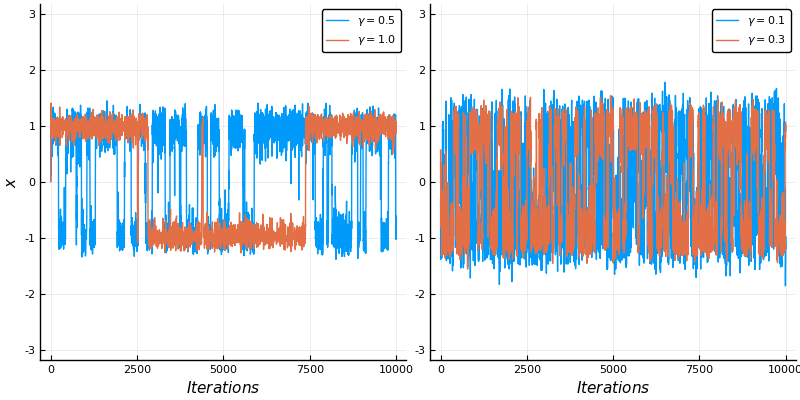 3
2
1
0
-1
-2
-3
x
0 2500 5000 7500 10000
Iterations
γ = 0.5
γ = 1.0
3
2
1
0
-1
-2
-3
0 2500 5000 7500 10000
Iterations
γ = 0.1
γ = 0.3